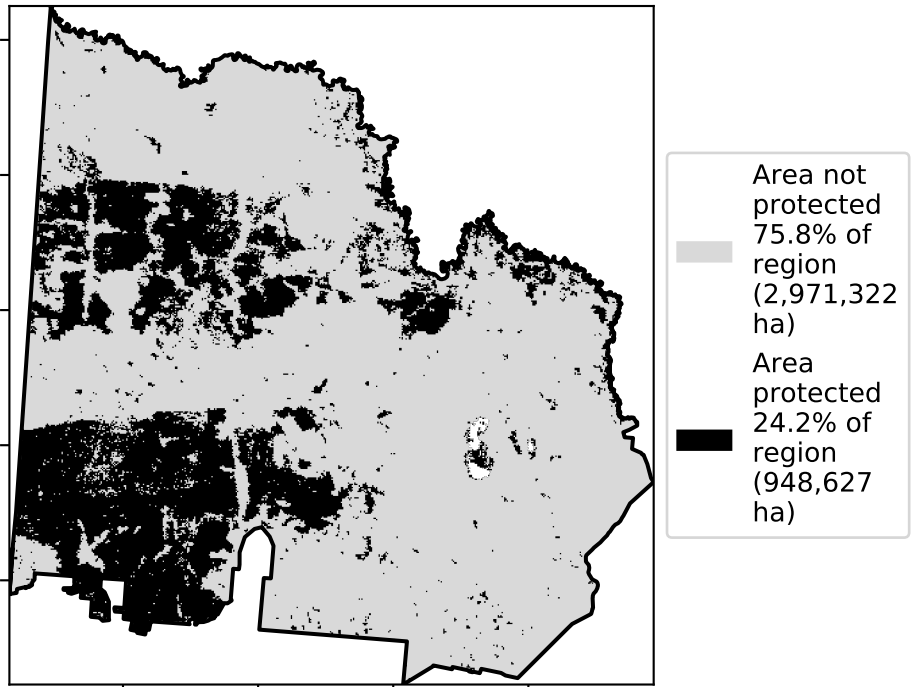 Area not
protected
75.8% of
region
(2,971,322
ha)
Area
protected
24.2% of
region
(948,627
ha)